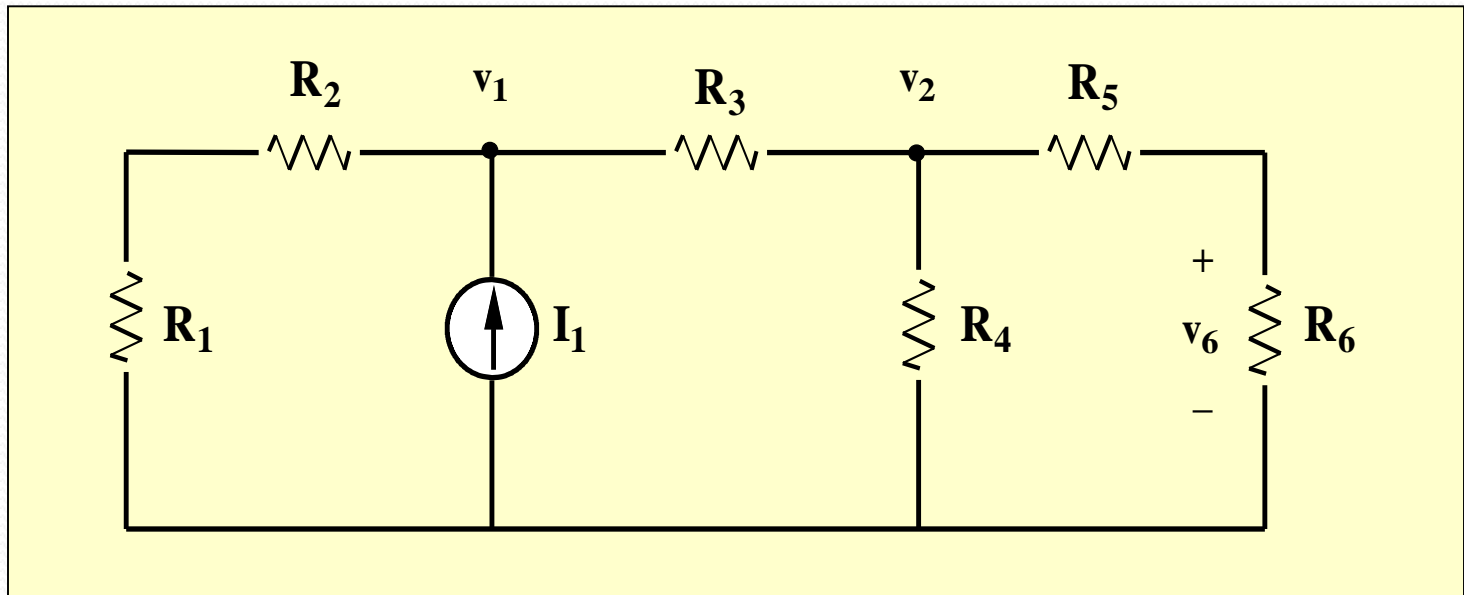 R₂ v₁ R₃ v₂ R₅
+
R₁ I₁ R₄ v₆ R₆
−